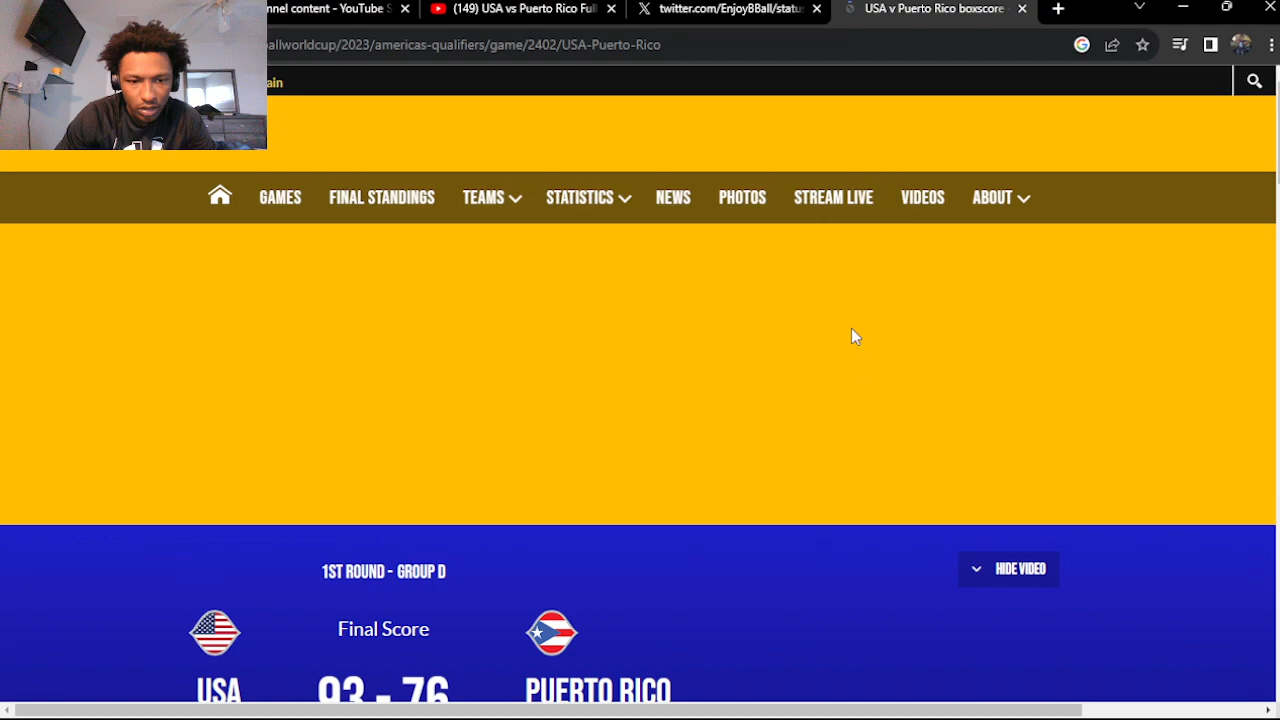 nnel content - YouTube S
(149) USA vs Puerto Rico Full
twitter.com/EnjoyBBall/statu
USA v Puerto Rico boxscore
allworldcup/2023/americas-qualifiers/game/2402/USA-Puerto-Rico
ain
GAMES
FINAL STANDINGS
TEAMS
STATISTICS
NEWS
PHOTOS
STREAM LIVE
VIDEOS
ABOUT
1ST ROUND - GROUP D
HIDE VIDEO
Final Score
USA
93 - 76
PUERTO RICO